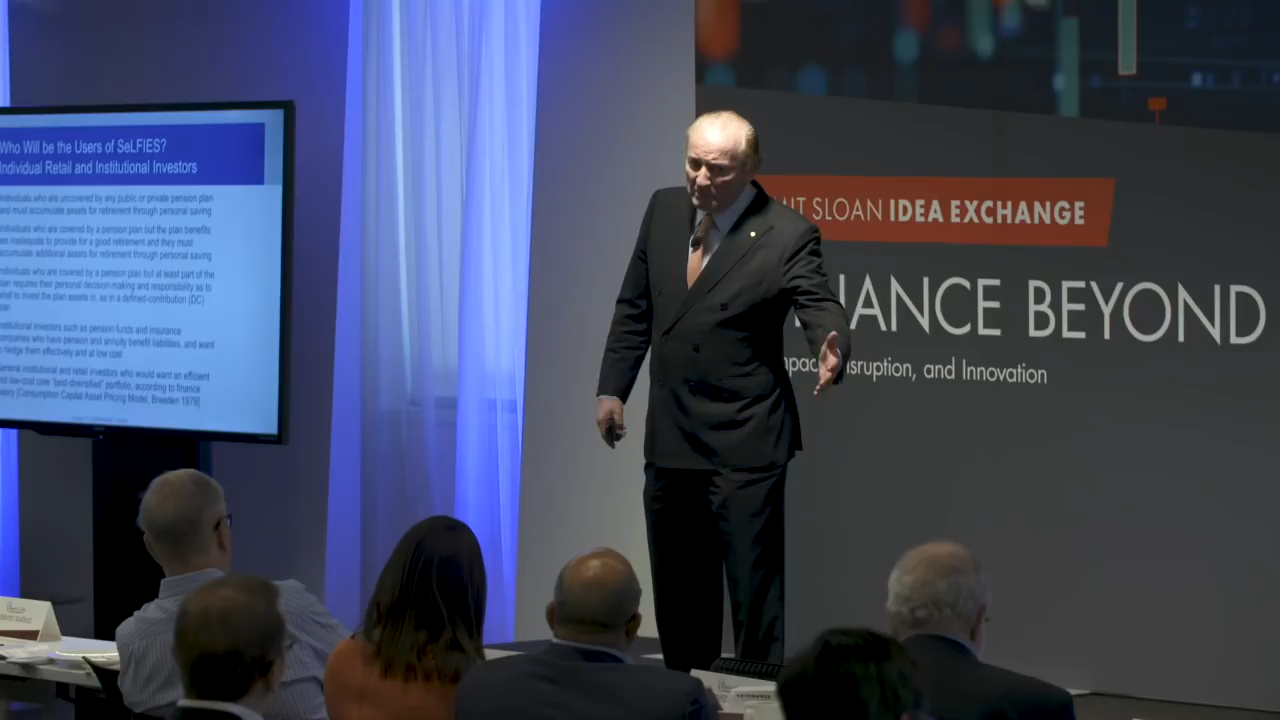 Who Will be the Users of SeLFIES?
Individual Retail and Institutional Investors
individuals who are uncovered by any public or private pension plan
and must accumulate assets for retirement through personal saving
individuals who are covered by a pension plan but the plan benefits
are inadequate to provide for a good retirement and they must
accumulate additional assets for retirement through personal saving
individuals who are covered by a pension plan but at least part of the
plan requires their personal decision-making and responsibility as to
what to invest the plan assets in, as in a defined-contribution (DC)
plan
institutional investors such as pension funds and insurance
companies who have pension and annuity benefit liabilities, and want
to hedge them effectively and at low cost
General institutional and retail investors who would want an efficient
and low-cost core "best-diversified" portfolio, according to finance
theory [Consumption Capital Asset Pricing Model, Breeden 1979]
MIT SLOAN IDEA EXCHANGE
NANCE BEYOND
mpac isruption, and Innovation